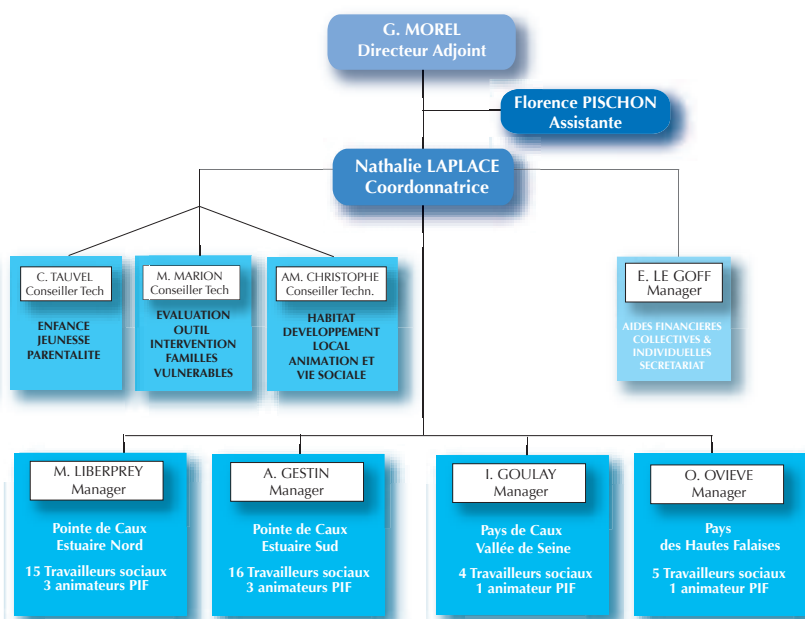 G. MOREL
Directeur Adjoint
Florence PISCHON
Assistante
Nathalie LAPLACE
Coordonnatrice
C. TAUVEL
Conseiller Tech
ENFANCE
JEUNESSE
PARENTALITE
M. MARION
Conseiller Tech
EVALUATION
OUTIL
INTERVENTION
FAMILLES
VULNERABLES
AM. CHRISTOPHE
Conseiller Techn.
HABITAT
DEVELOPPEMENT
LOCAL
ANIMATION ET
VIE SOCIALE
E. LE GOFF
Manager
AIDES FINANCIERES
COLLECTIVES &
INDIVIDUELLES
SECRETARIAT
M. LIBERPREY
Manager
Pointe de Caux
Estuaire Nord
15 Travailleurs sociaux
3 animateurs PIF
A. GESTIN
Manager
Pointe de Caux
Estuaire Sud
16 Travailleurs sociaux
3 animateurs PIF
I. GOULAY
Manager
Pays de Caux
Vallée de Seine
4 Travailleurs sociaux
1 animateur PIF
O. OVIEVE
Manager
Pays
des Hautes Falaises
5 Travailleurs sociaux
1 animateur PIF